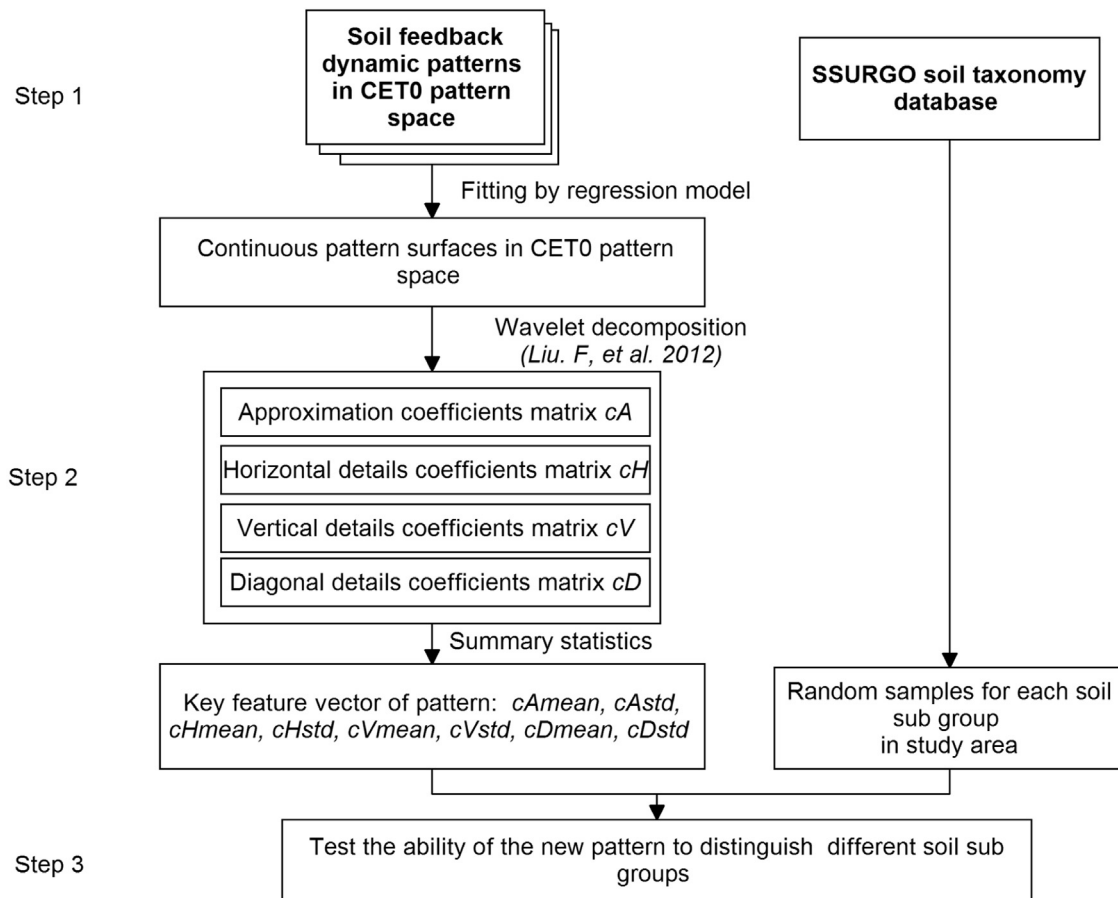 Step 1
Soil feedback
dynamic patterns
in CET0 pattern
space
SSURGO soil taxonomy
database
Fitting by regression model
Continuous pattern surfaces in CET0 pattern
space
Wavelet decomposition
(Liu. F, et al. 2012)
Step 2
Approximation coefficients matrix cA
Horizontal details coefficients matrix cH
Vertical details coefficients matrix cV
Diagonal details coefficients matrix cD
Summary statistics
Key feature vector of pattern: cAmean, cAstd,
cHmean, cHstd, cVmean, cVstd, cDmean, cDstd
Random samples for each soil
sub group
in study area
Step 3
Test the ability of the new pattern to distinguish different soil sub
groups